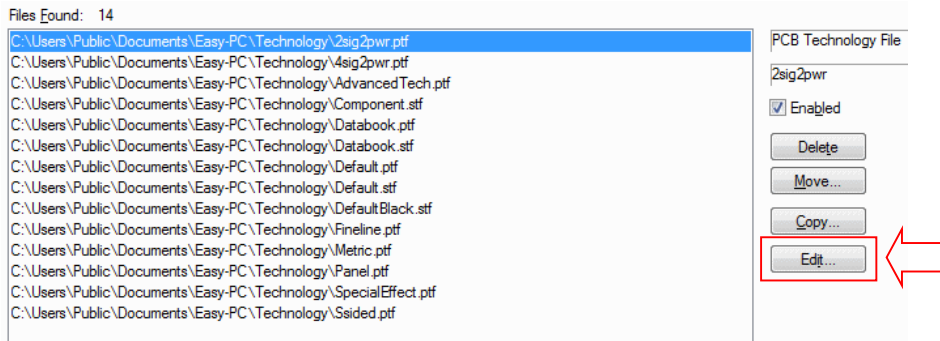 Files Found: 14
C:\Users\Public\Documents\Easy-PC\Technology\2sig2pwr.ptf
C:\Users\Public\Documents\Easy-PC\Technology\4sig2pwr.ptf
C:\Users\Public\Documents\Easy-PC\Technology\AdvancedTech.ptf
C:\Users\Public\Documents\Easy-PC\Technology\Component.stf
C:\Users\Public\Documents\Easy-PC\Technology\Databook.ptf
C:\Users\Public\Documents\Easy-PC\Technology\Databook.stf
C:\Users\Public\Documents\Easy-PC\Technology\Default.ptf
C:\Users\Public\Documents\Easy-PC\Technology\Default.stf
C:\Users\Public\Documents\Easy-PC\Technology\DefaultBlack.stf
C:\Users\Public\Documents\Easy-PC\Technology\Fineline.ptf
C:\Users\Public\Documents\Easy-PC\Technology\Metric.ptf
C:\Users\Public\Documents\Easy-PC\Technology\Panel.ptf
C:\Users\Public\Documents\Easy-PC\Technology\SpecialEffect.ptf
C:\Users\Public\Documents\Easy-PC\Technology\Ssided.ptf
PCB Technology File
2sig2pwr
Enabled
Delete
Move...
Copy...
Edit...